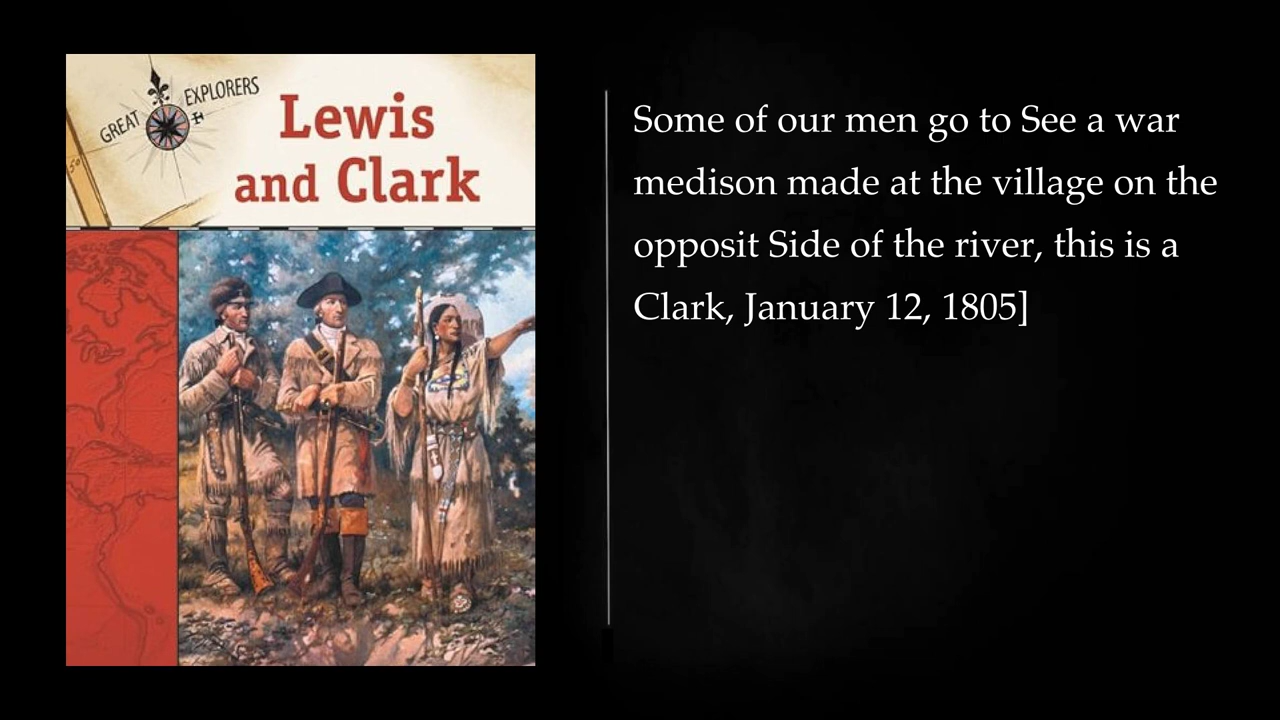 GREAT EXPLORERS
Lewis
and Clark
50
Some of our men go to See a war
medison made at the village on the
opposit Side of the river, this is a
Clark, January 12, 1805]